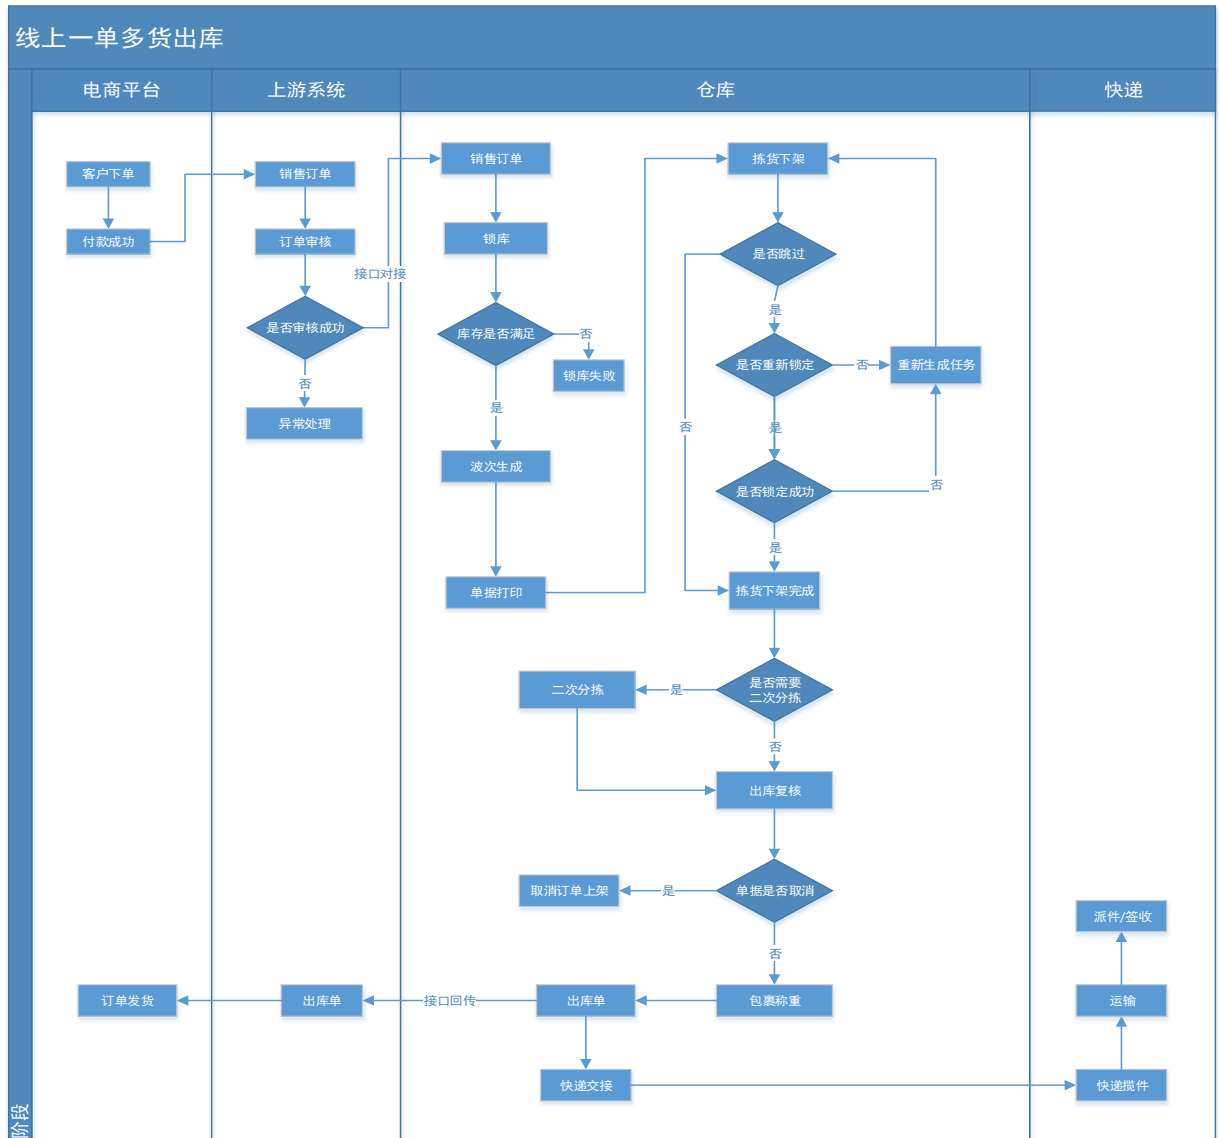 线上一单多货出库
电商平台
上游系统
仓库
快递
客户下单
付款成功
销售订单
订单审核
接口对接
是否审核成功
否
异常处理
销售订单
锁库
库存是否满足
否
锁库失败
是
波次生成
单据打印
拣货下架
是否跳过
是
是否重新锁定
否
重新生成任务
否
是
是否锁定成功
否
是
拣货下架完成
是否需要
二次分拣
是
二次分拣
否
出库复核
单据是否取消
是
取消订单上架
否
包裹称重
出库单
接口回传
出库单
订单发货
快递交接
快递揽件
运输
派件/签收
阶段